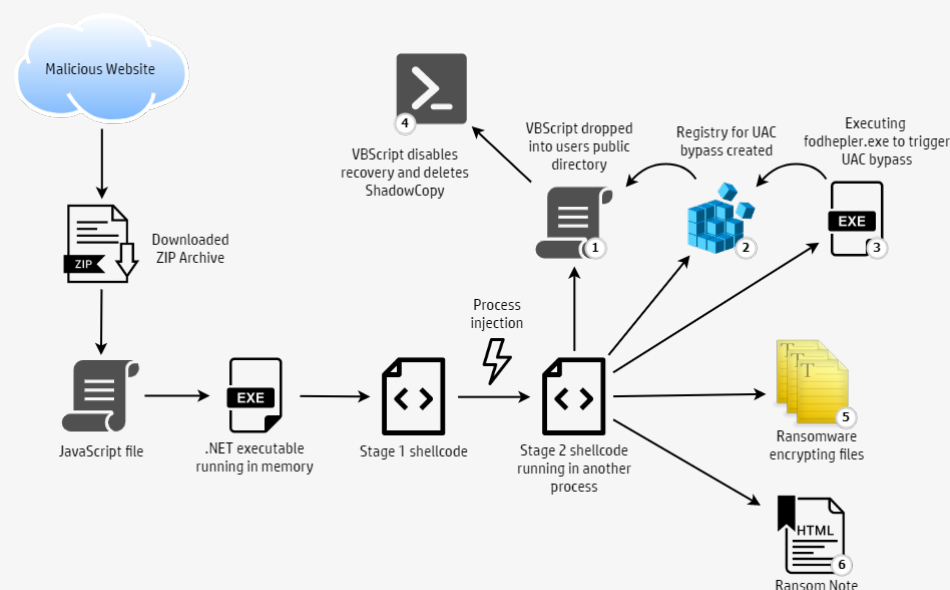 Malicious Website
ZIP
Downloaded
ZIP Archive
JavaScript file
EXE
.NET executable
running in memory
Stage 1 shellcode
Process
injection
Stage 2 shellcode
running in another
process
4
VBScript disables
recovery and deletes
ShadowCopy
VBScript dropped
into users public
directory
1
Registry for UAC
bypass created
2
Executing
fodhepler.exe to trigger
UAC bypass
EXE
3
T
T
T
5
Ransomware
encrypting files
HTML
6
Ransom Note